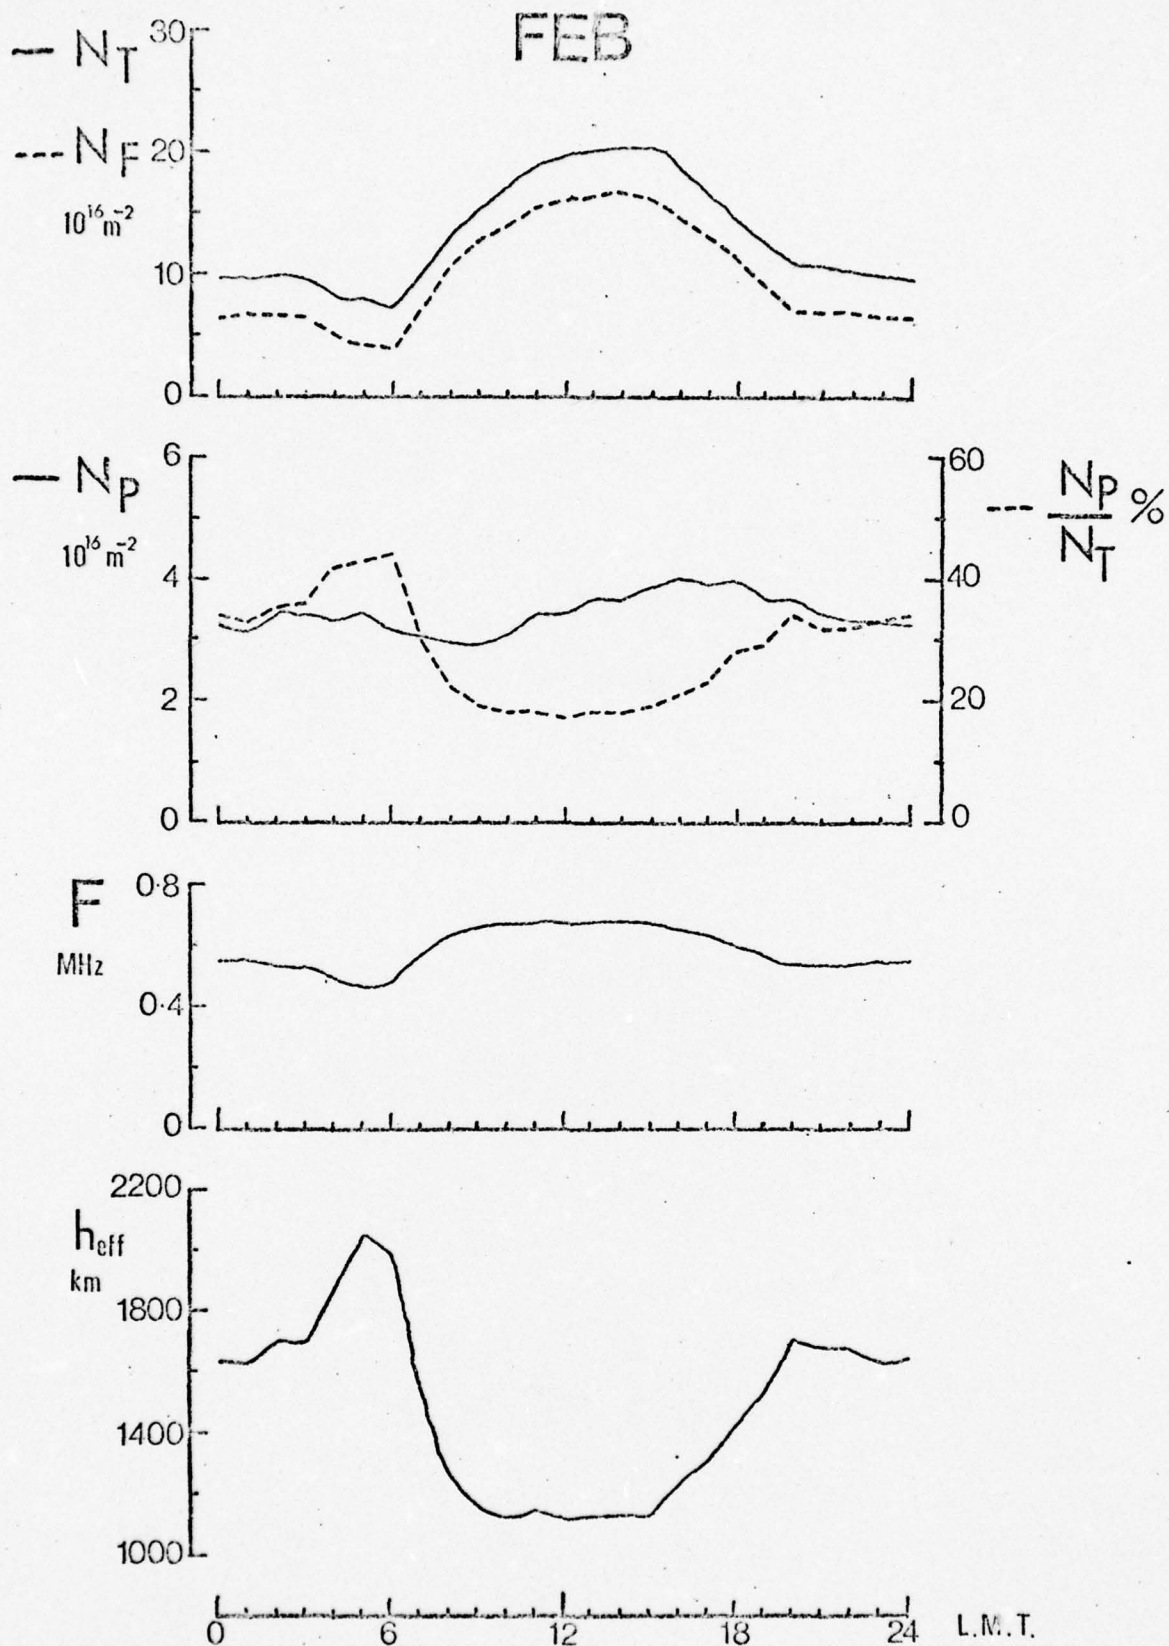 FEB
— N_T
--- N_F
10^16 m^-2
30
20
10
0
— N_P
10^16 m^-2
6
4
2
0
60
40
20
0
--- N_P/N_T %
F
MHz
0·8
0·4
0
h_eff
km
2200
1800
1400
1000
0 6 12 18 24 L.M.T.